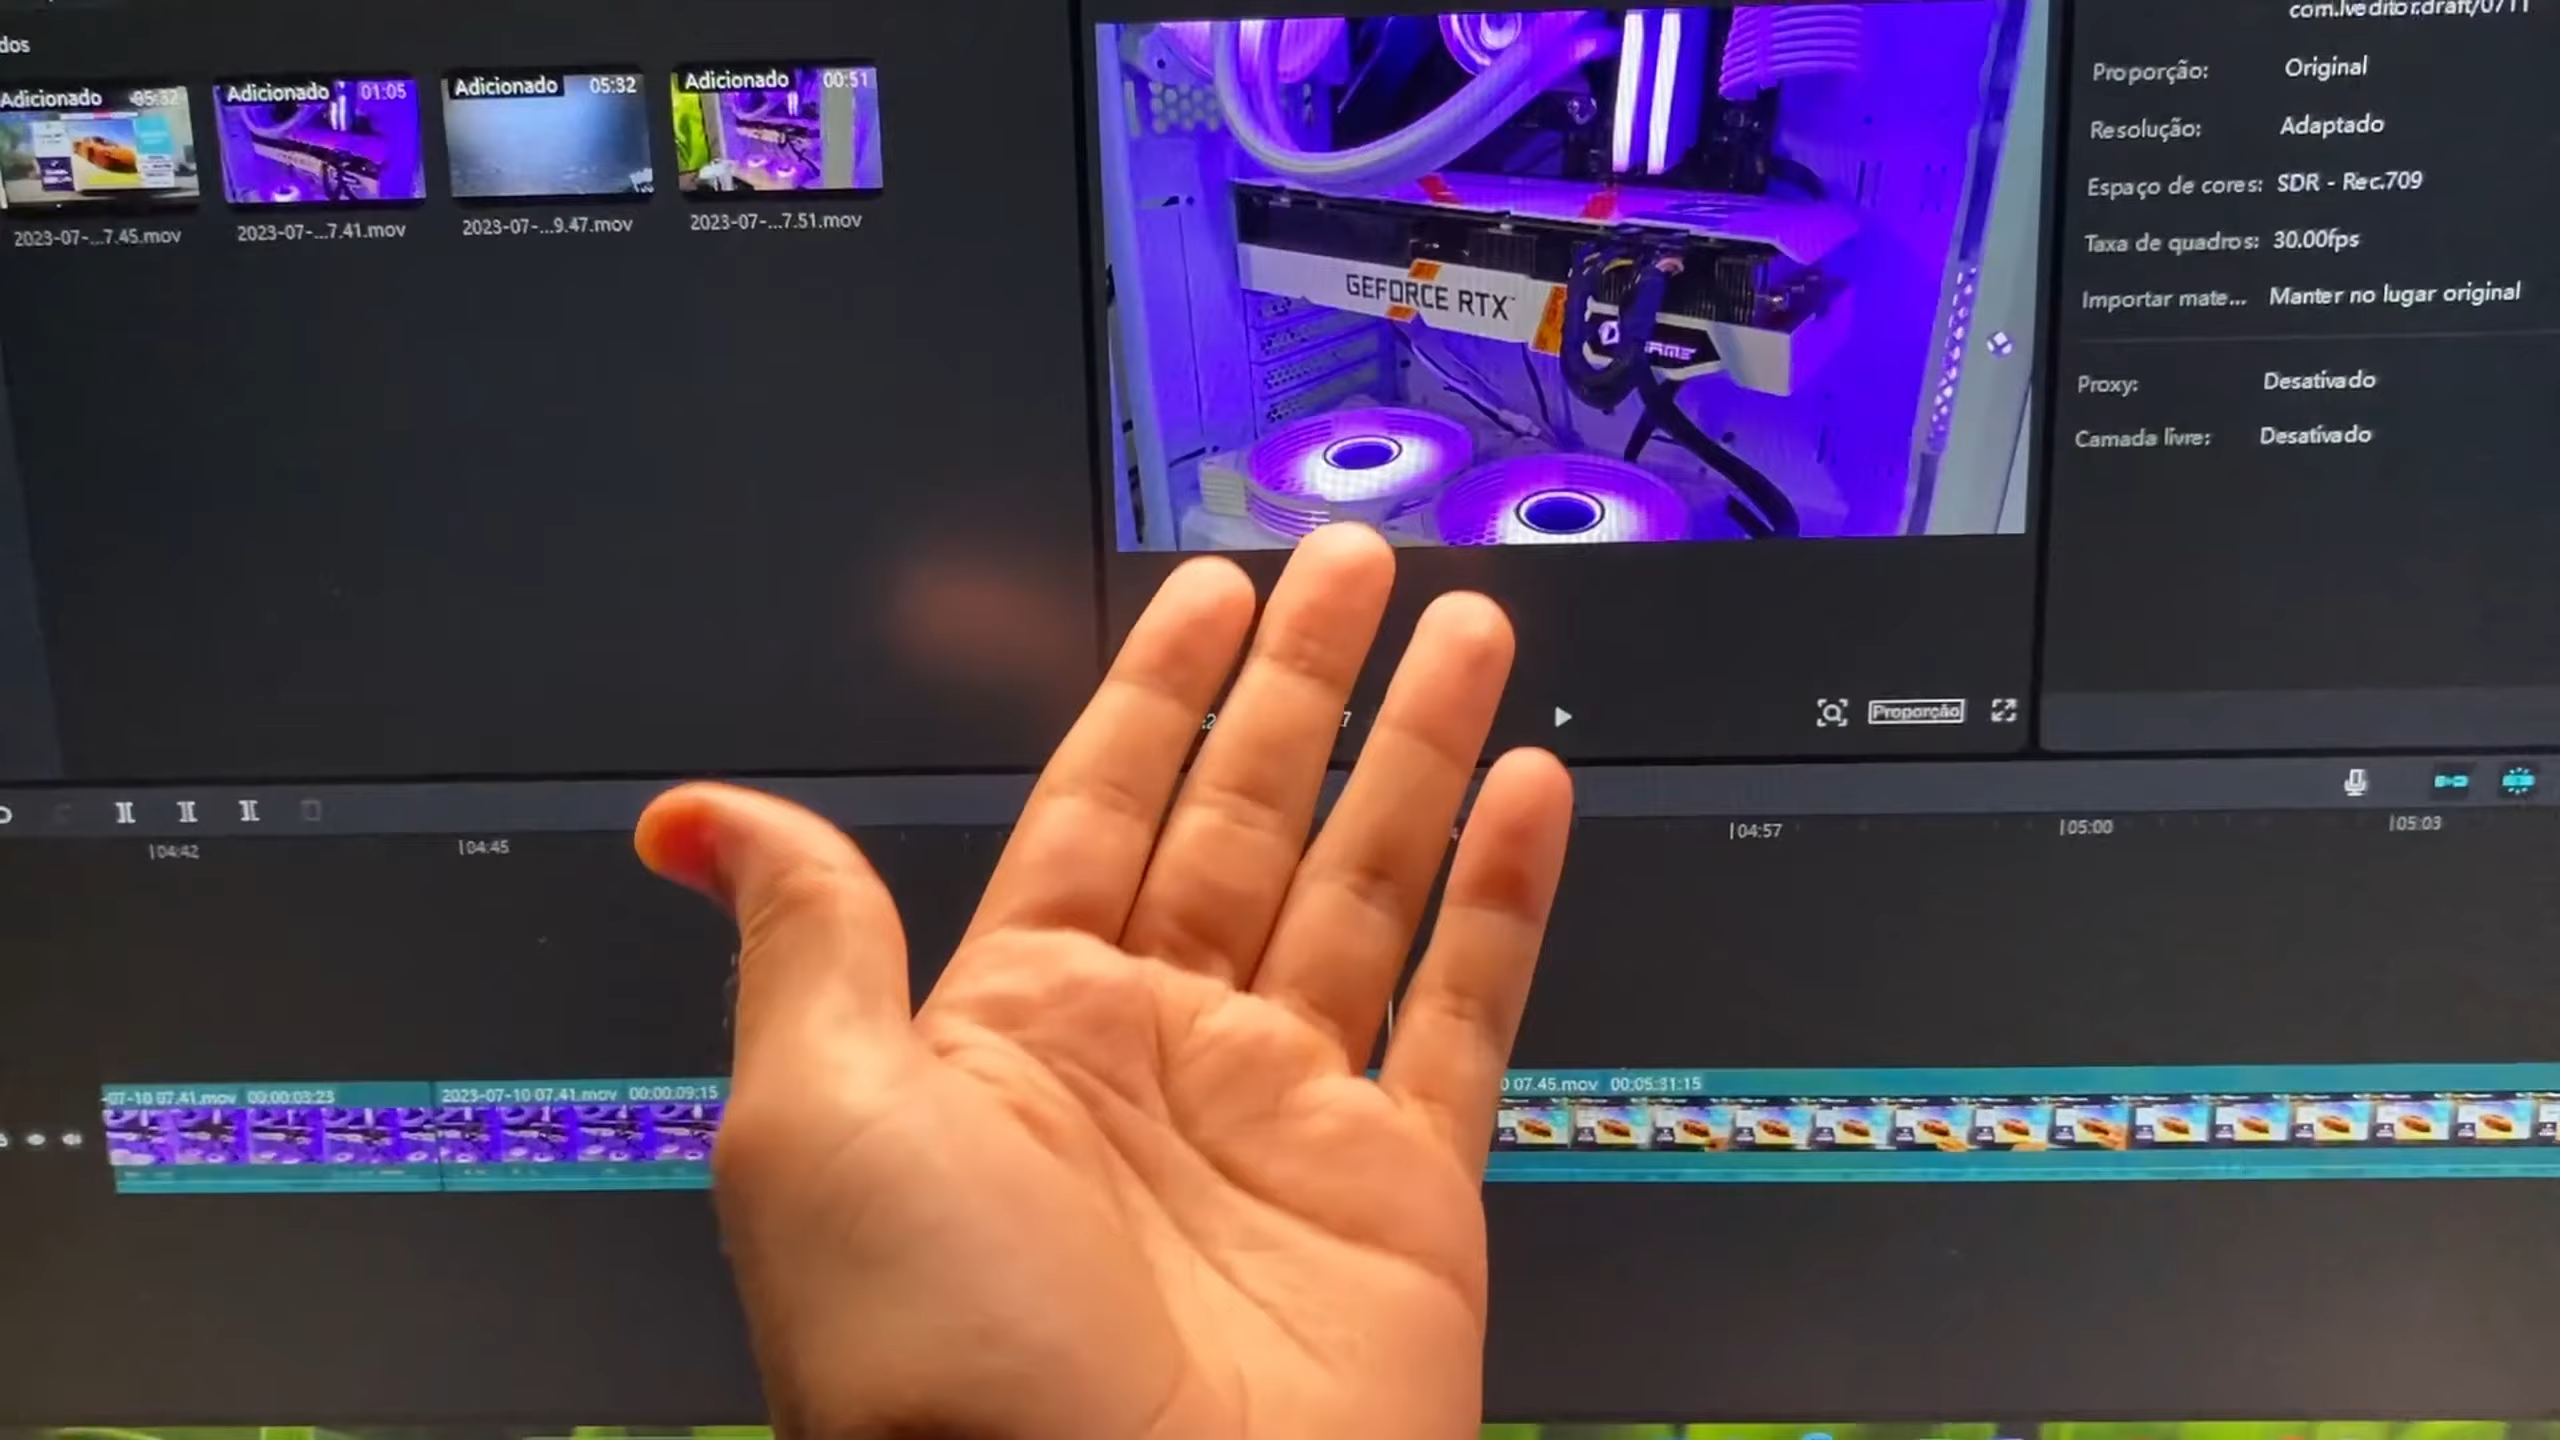 dos
Adicionado 05:32
Adicionado 01:05
Adicionado 05:32
Adicionado 00:51
2023-07-...7.45.mov
2023-07-...7.41.mov
2023-07-...9.47.mov
2023-07-...7.51.mov
GEFORCE RTX
com.lveditor.draft/0711
Proporção: Original
Resolução: Adaptado
Espaço de cores: SDR - Rec.709
Taxa de quadros: 30.00fps
Importar mate... Manter no lugar original
Proxy: Desativado
Camada livre: Desativado
Proporção
04:42
04:45
04:57
05:00
05:03
-07-10 07.41.mov 00:00:03:23
2023-07-10 07.41.mov 00:00:09:15
0 07.45.mov 00:05:31:15